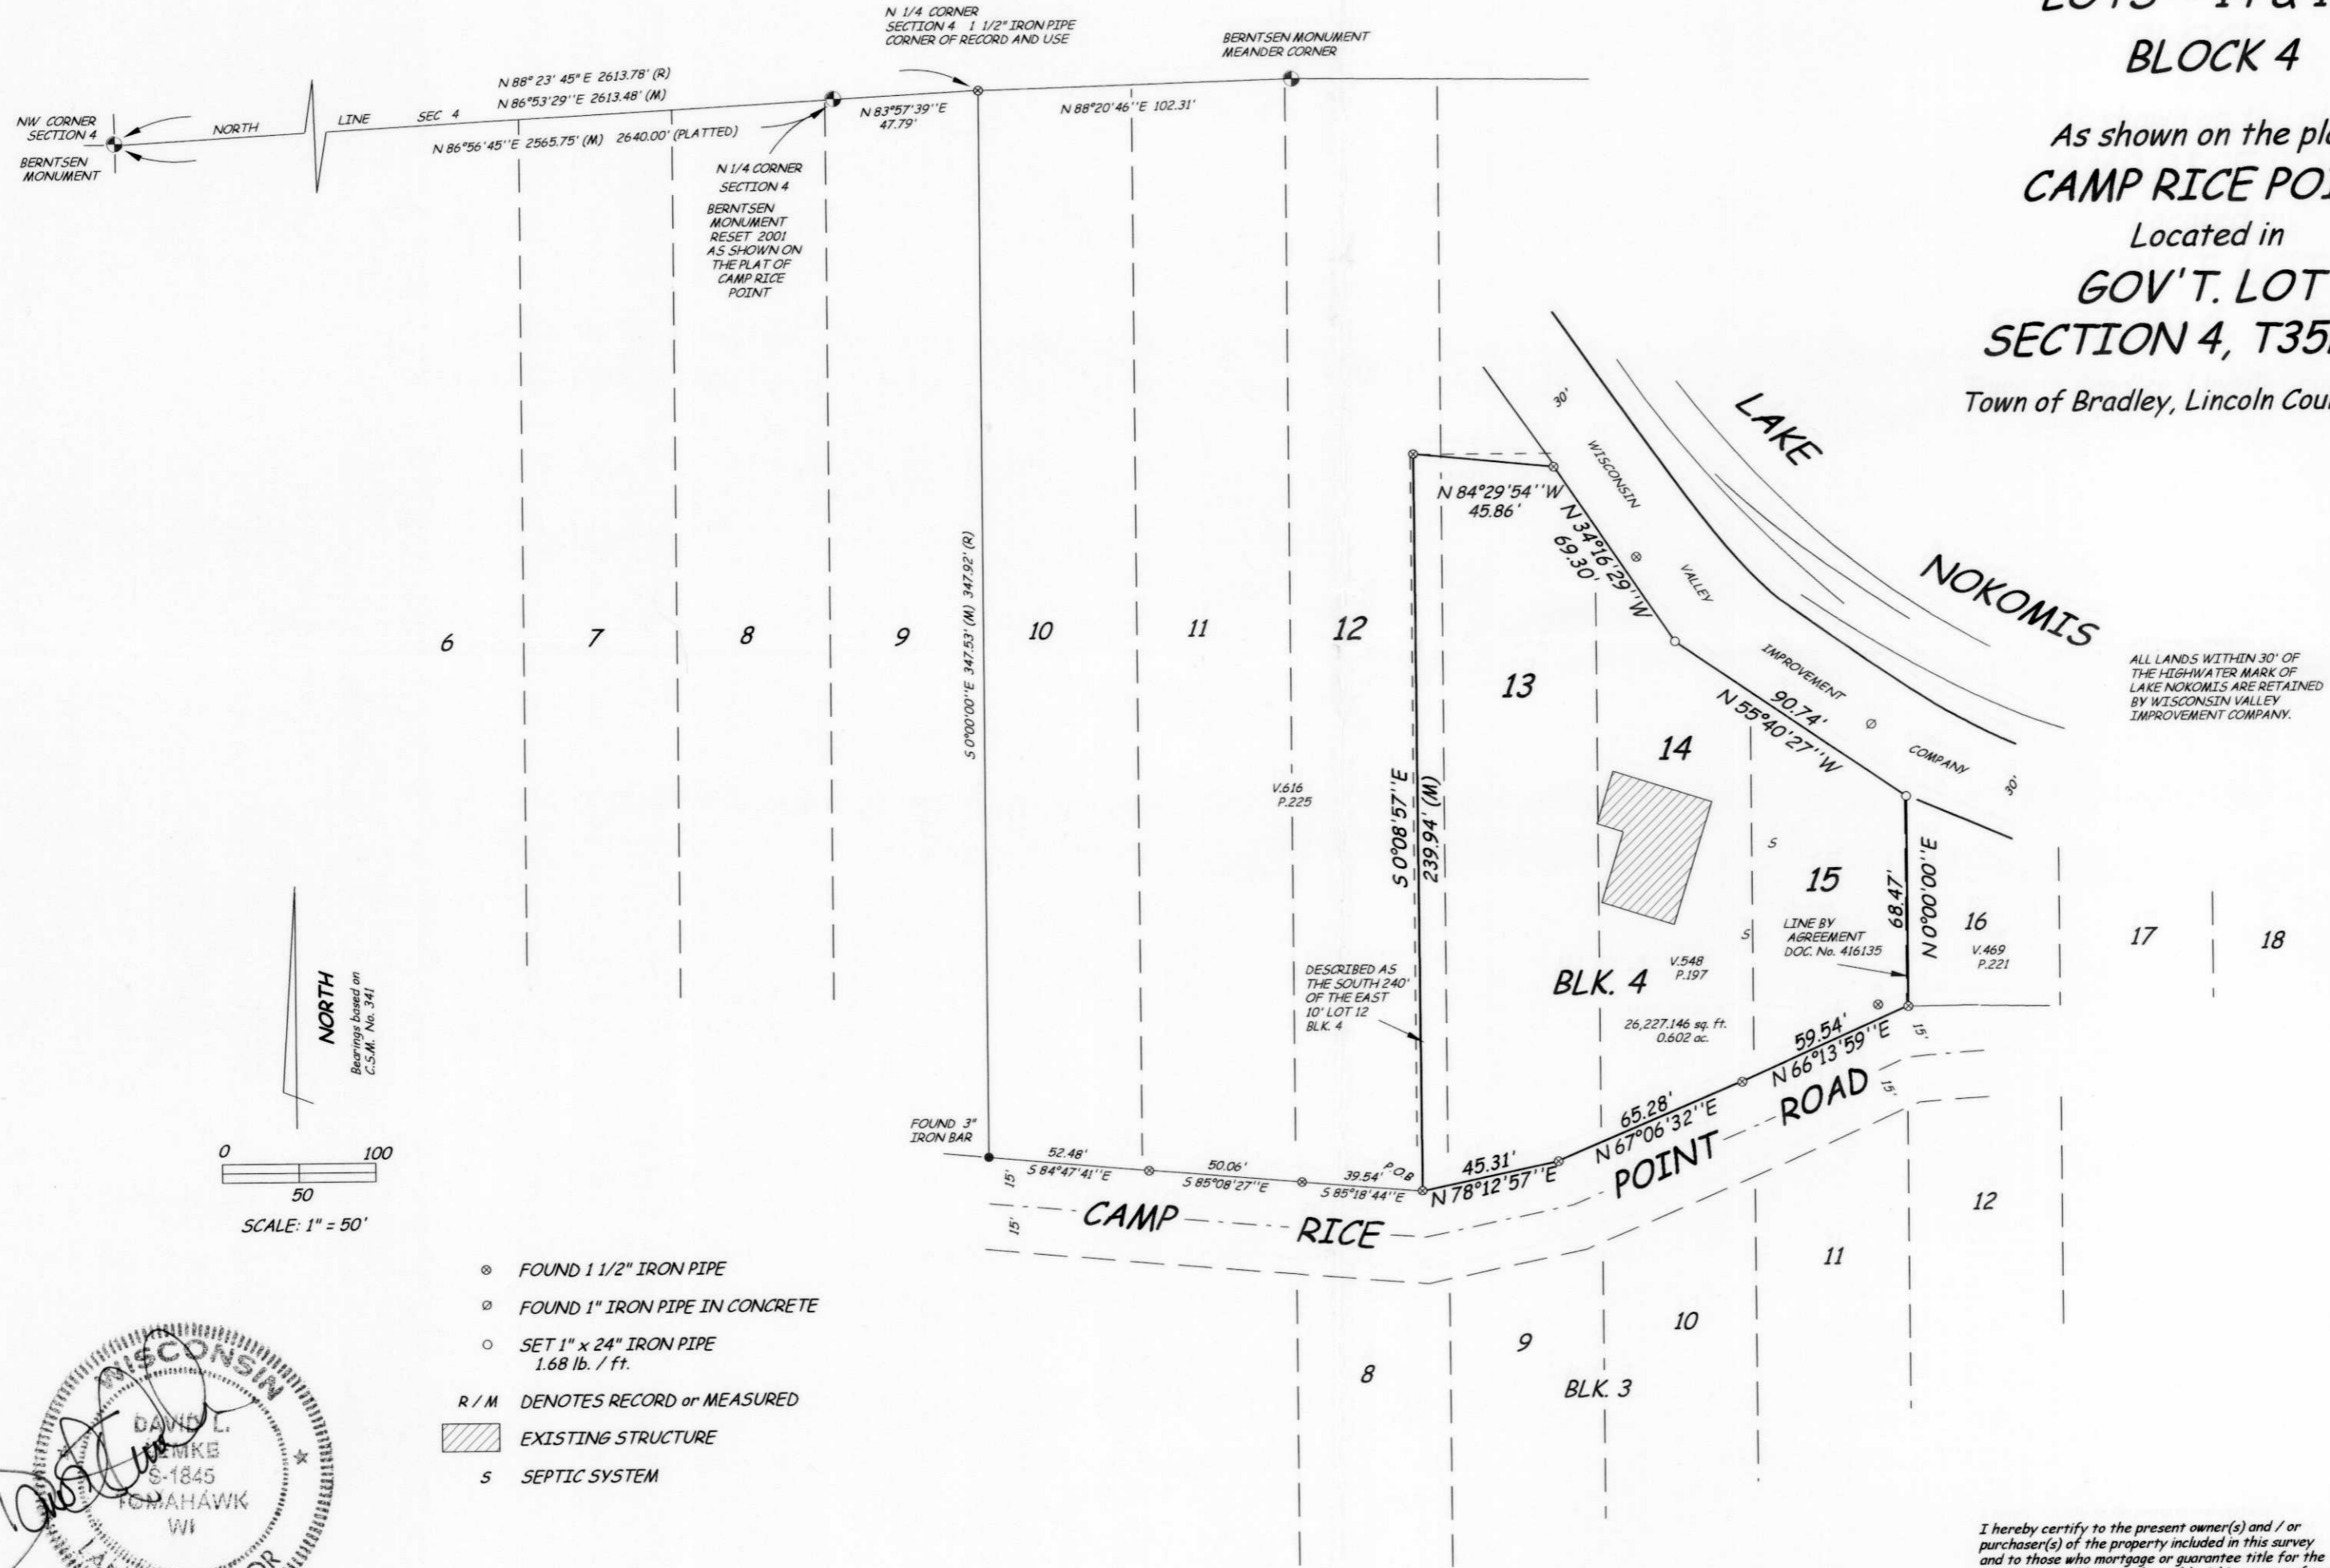 N 1/4 CORNER
SECTION 4 1 1/2" IRON PIPE
CORNER OF RECORD AND USE
BERNTSEN MONUMENT
MEANDER CORNER
BLOCK 4
As shown on the
CAMP RICE
Located in
GOV'T. LOT
SECTION 4,
Town of Bradley, Lincoln
NW CORNER
SECTION 4
BERNTSEN
MONUMENT
NORTH
LINE
SEC 4
N 88° 23' 45" E 2613.78' (R)
N 86°53'29''E 2613.48' (M)
N 86°56'45''E 2565.75' (M) 2640.00' (PLATTED)
N 83°57'39''E
47.79'
N 88°20'46''E 102.31'
N 1/4 CORNER
SECTION 4
BERNTSEN
MONUMENT
RESET 2001
AS SHOWN ON
THE PLAT OF
CAMP RICE
POINT
LAKE
NOKOMIS
30'
WISCONSIN
VALLEY
IMPROVEMENT
COMPANY
30'
ALL LANDS WITHIN 30' OF
THE HIGHWATER MARK OF
LAKE NOKOMIS ARE RETAINED
BY WISCONSIN VALLEY
IMPROVEMENT COMPANY.
N 84°29'54''W
45.86'
N 34°16'29''W
69.30'
90.74'
N 55°40'27''W
S 0°00'00''E 347.53' (M) 347.92' (R)
6
7
8
9
10
11
12
13
14
15
16
17
18
V.616
P.225
S 0°08'57''E
239.94' (M)
S
S
68.47'
N 0°00'00''E
LINE BY
AGREEMENT
DOC. No. 416135
V.469
P.221
DESCRIBED AS
THE SOUTH 240'
OF THE EAST
10' LOT 12
BLK. 4
BLK. 4
V.548
P.197
26,227.146 sq. ft.
0.602 ac.
NORTH
Bearings based on
C.S.M. No. 341
0 100
50
SCALE: 1" = 50'
FOUND 3"
IRON BAR
52.48'
S 84°47'41''E
50.06'
S 85°08'27''E
39.54'
S 85°18'44''E
P.O.B
45.31'
N 78°12'57''E
65.28'
N 67°06'32''E
59.54'
N 66°13'59''E
15'
15'
15'
15'
CAMP RICE POINT ROAD
8
9
10
11
12
BLK. 3
FOUND 1 1/2" IRON PIPE
FOUND 1" IRON PIPE IN CONCRETE
SET 1" x 24" IRON PIPE
1.68 lb. / ft.
R / M DENOTES RECORD or MEASURED
EXISTING STRUCTURE
S SEPTIC SYSTEM
WISCONSIN
DAVID L.
S-1845
TOMAHAWK
WI
I hereby certify to the present owner(s) and / or
purchaser(s) of the property included in this survey
and to those who mortgage or guarantee title for the